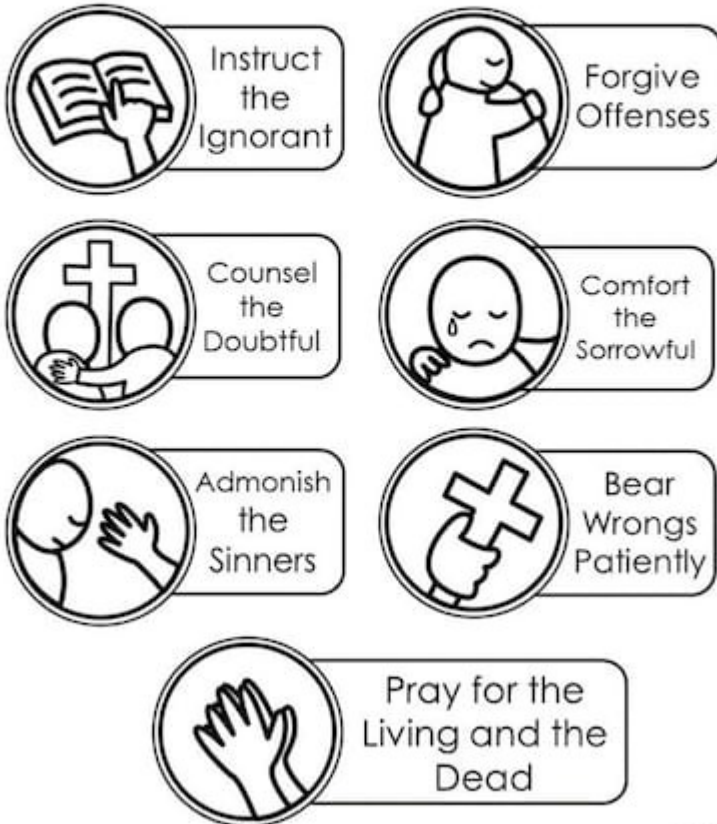 Instruct
the
Ignorant
Forgive
Offenses
Counsel
the
Doubtful
Comfort
the
Sorrowful
Admonish
the
Sinners
Bear
Wrongs
Patiently
Pray for the
Living and the
Dead